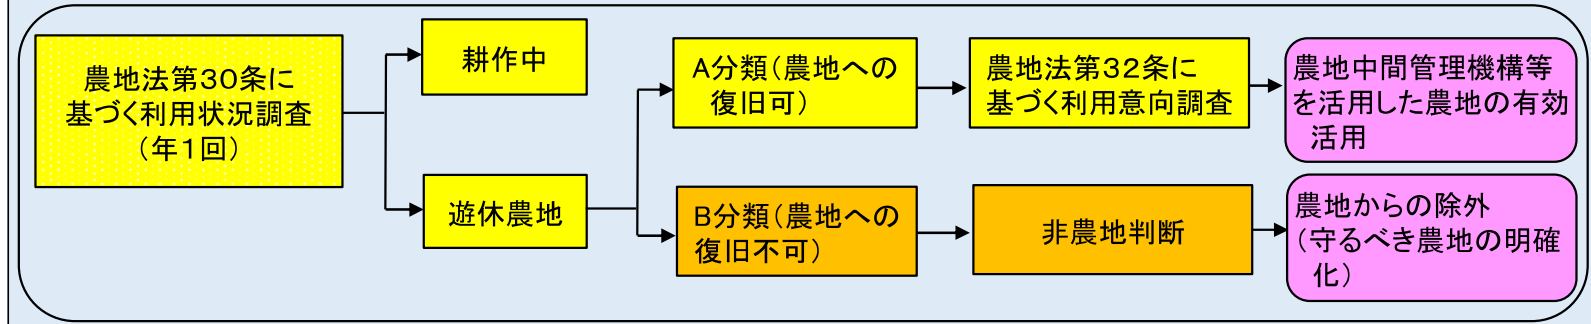 農地法第30条に
基づく利用状況調査
（年１回）
耕作中
遊休農地
A分類（農地への
復旧可）
B分類（農地への
復旧不可）
農地法第３２条に
基づく利用意向調査
非農地判断
農地中間管理機構等
を活用した農地の有効
活用
農地からの除外
（守るべき農地の明確
化）